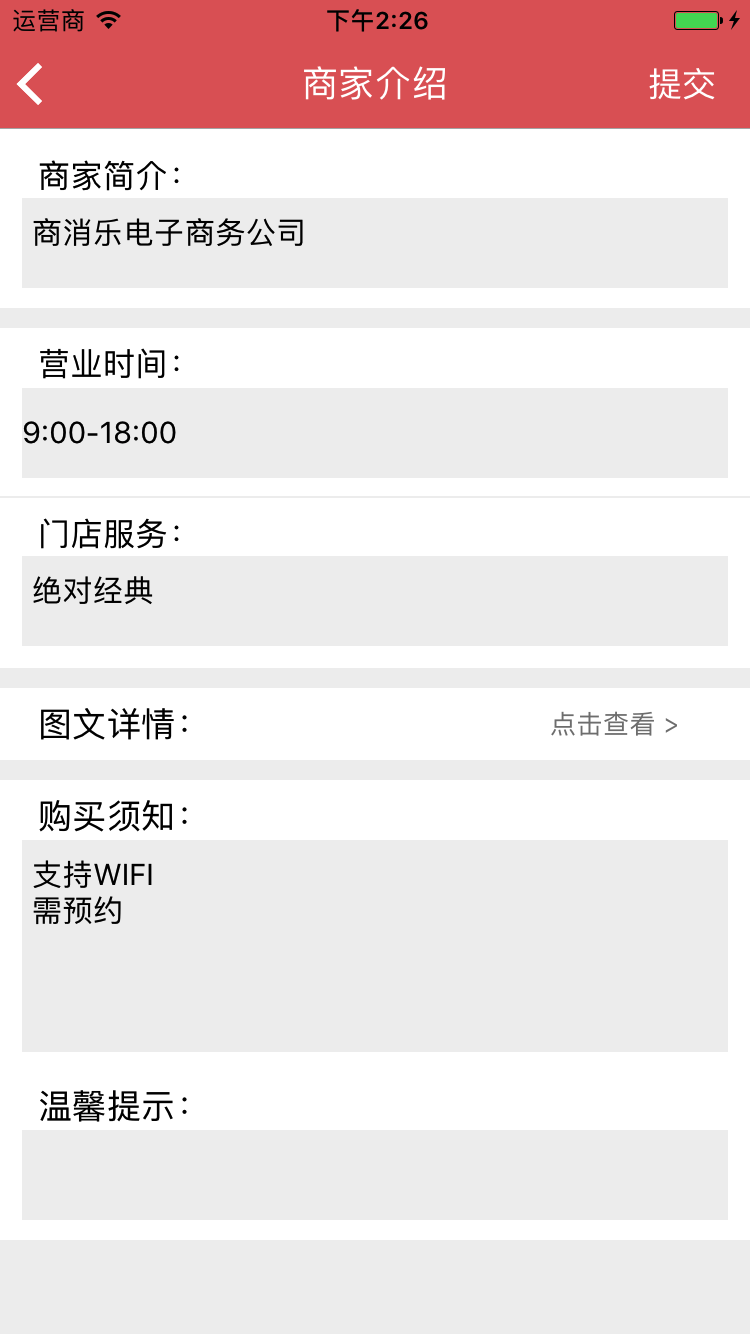 运营商 下午2:26
商家介绍 提交
商家简介：
商消乐电子商务公司
营业时间：
9:00-18:00
门店服务：
绝对经典
图文详情： 点击查看 >
购买须知：
支持WIFI
需预约
温馨提示：